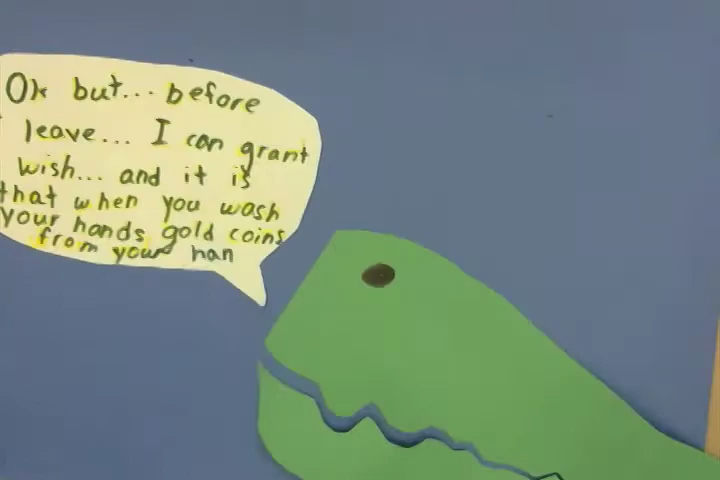 Ok but... before
leave... I can grant
wish... and it is
that when you wash
your hands gold coins
from your han